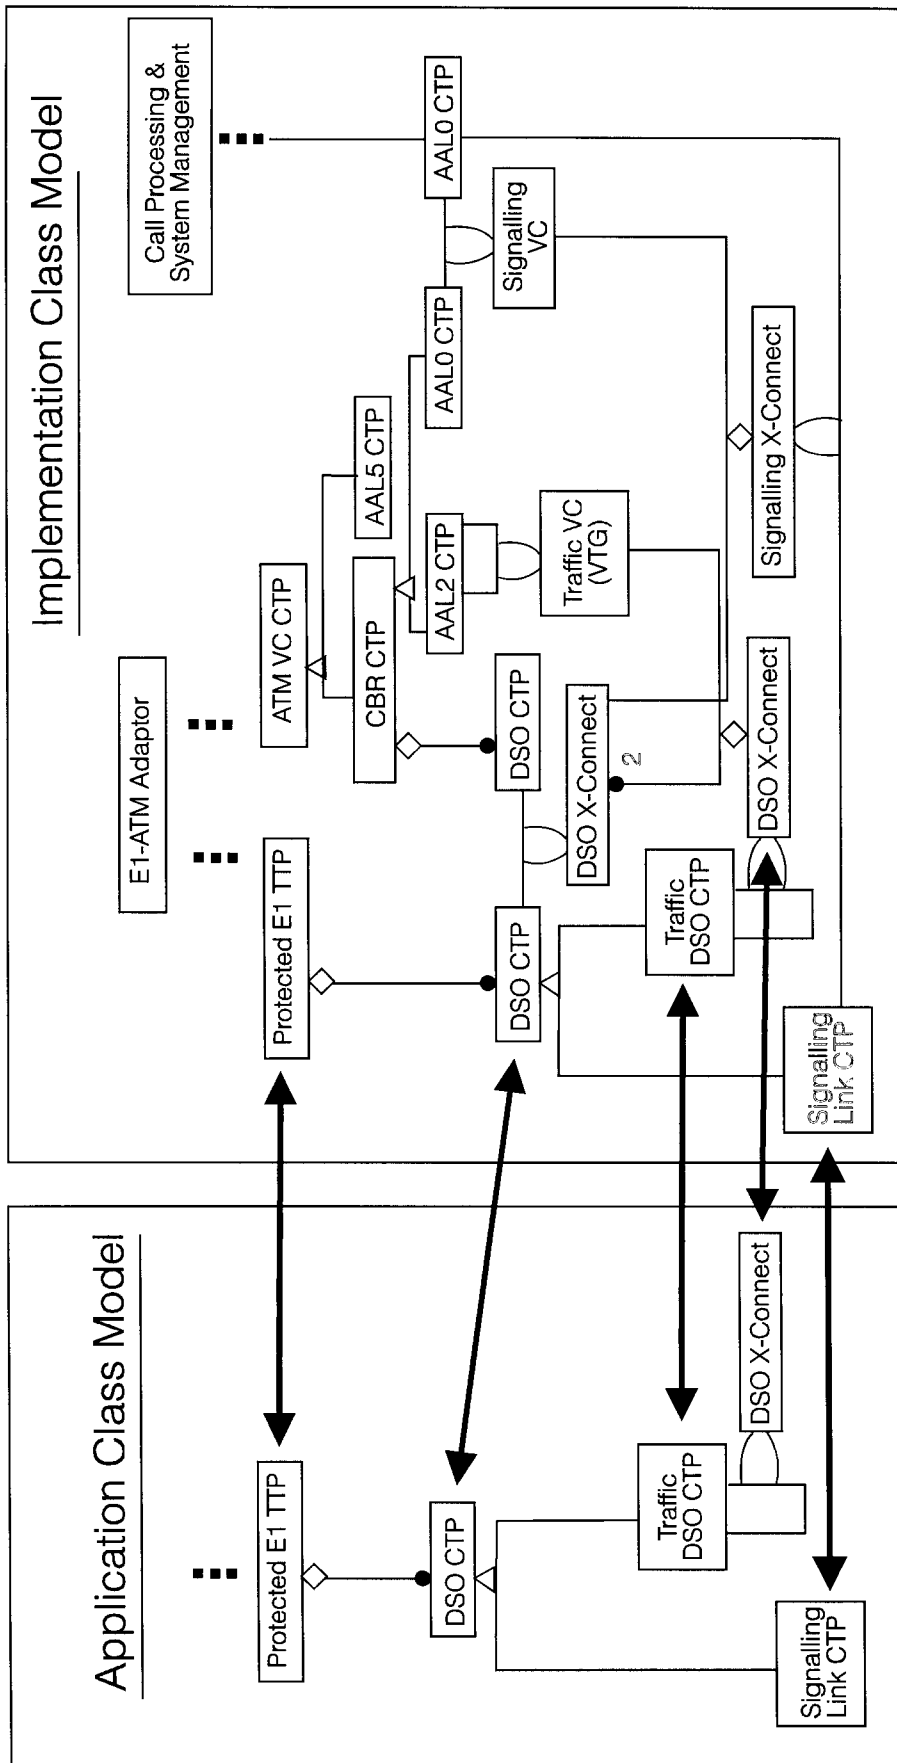 Application Class Model
Protected E1 TTP
DSO CTP
Traffic
DSO CTP
DSO X-Connect
Signalling
Link CTP
Implementation Class Model
E1-ATM Adaptor
Call Processing &
System Management
Protected E1 TTP
ATM VC CTP
CBR CTP
AAL5 CTP
DSO CTP
DSO CTP
AAL2 CTP
AAL0 CTP
AAL0 CTP
DSO X-Connect
2
Traffic VC
(VTG)
Signalling
VC
Traffic
DSO CTP
DSO X-Connect
Signalling X-Connect
Signalling
Link CTP